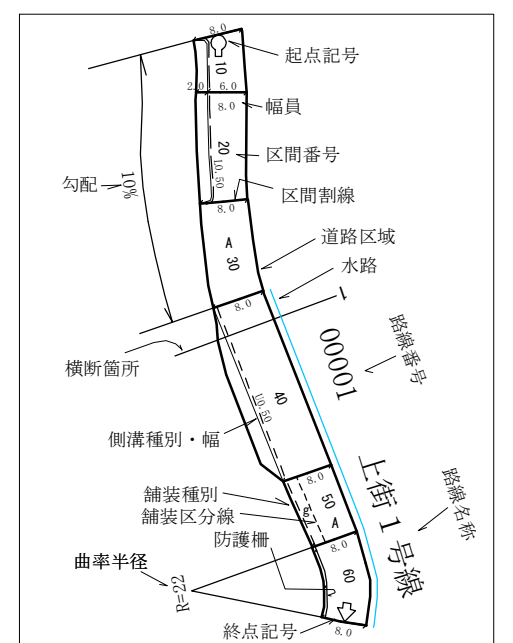 8.0
起点記号
10
2.0
6.0
8.0
幅員
20
区間番号
L0.50
10%
勾配
区間割線
8.0
A
30
道路区域
水路
8.0
1
横断箇所
00001
路線番号
40
U0.50
側溝種別・幅
8.0
上街1号線
路線名称
舗装種別
50
g
A
舗装区分線
防護柵
8.0
曲率半径
60
R=22
終点記号
8.0